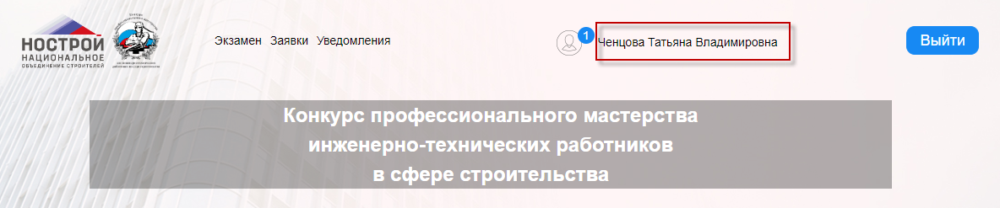 НОСТРОЙ
НАЦИОНАЛЬНОЕ
ОБЪЕДИНЕНИЕ СТРОИТЕЛЕЙ
Экзамен Заявки Уведомления
1
Ченцова Татьяна Владимировна
Выйти
Конкурс профессионального мастерства
инженерно-технических работников
в сфере строительства